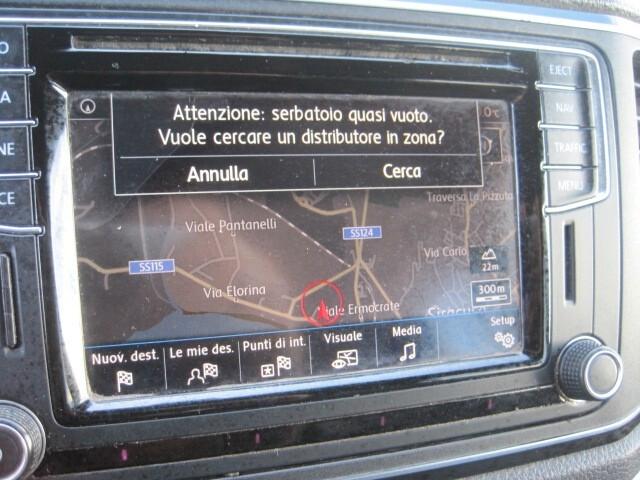 EJECT
NAV
TRAFFIC
MENU
Attenzione: serbatoio quasi vuoto.
Vuole cercare un distributore in zona?
Annulla
Cerca
Traversa La Pizzuta
Viale Pantanelli
SS124
Via Carlo
SS115
22m
Via Elorina
300 m
Viale Ermocrate
Setup
Nuov. dest.
Le mie des.
Punti di int.
Visuale
Media